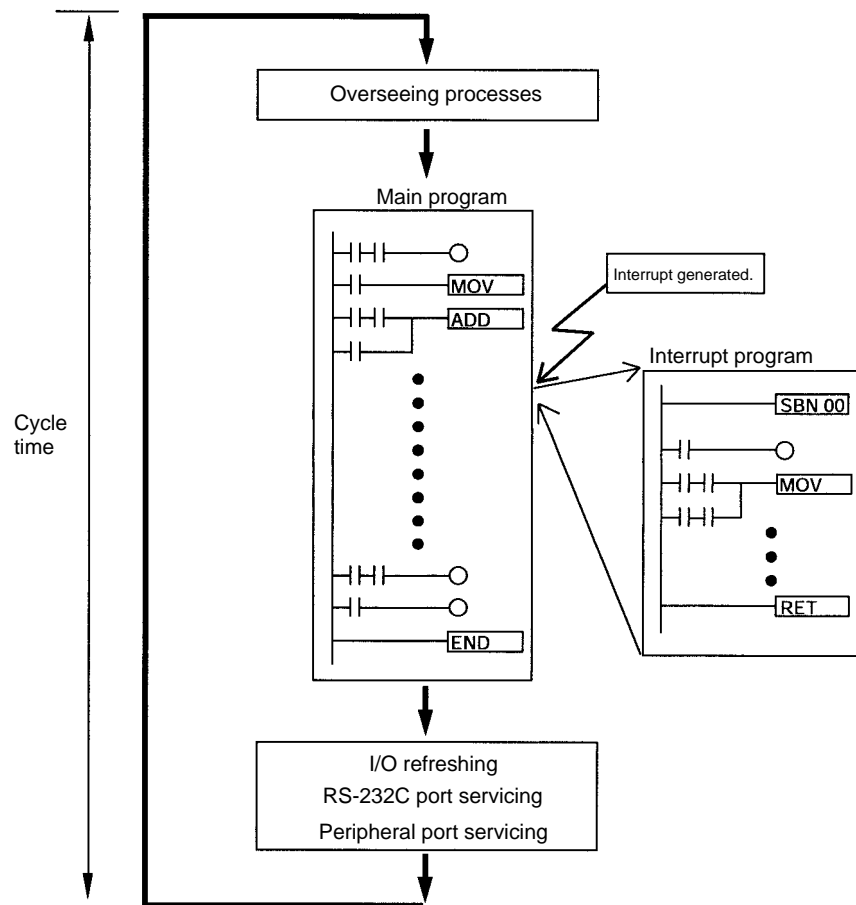 Overseeing processes
Main program
MOV
ADD
END
Interrupt generated.
Interrupt program
SBN 00
MOV
RET
Cycle
time
I/O refreshing
RS-232C port servicing
Peripheral port servicing